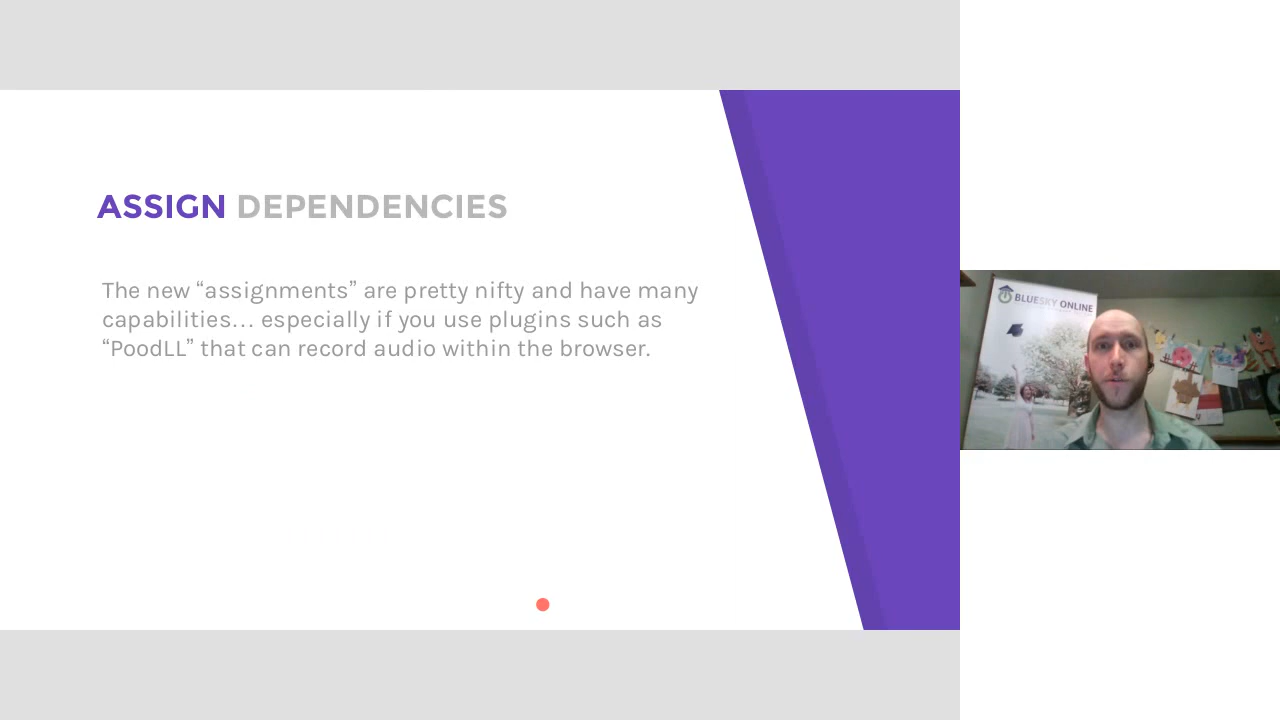 ASSIGN DEPENDENCIES
The new “assignments” are pretty nifty and have many
capabilities... especially if you use plugins such as
“PoodLL” that can record audio within the browser.
BLUESKY ONLINE